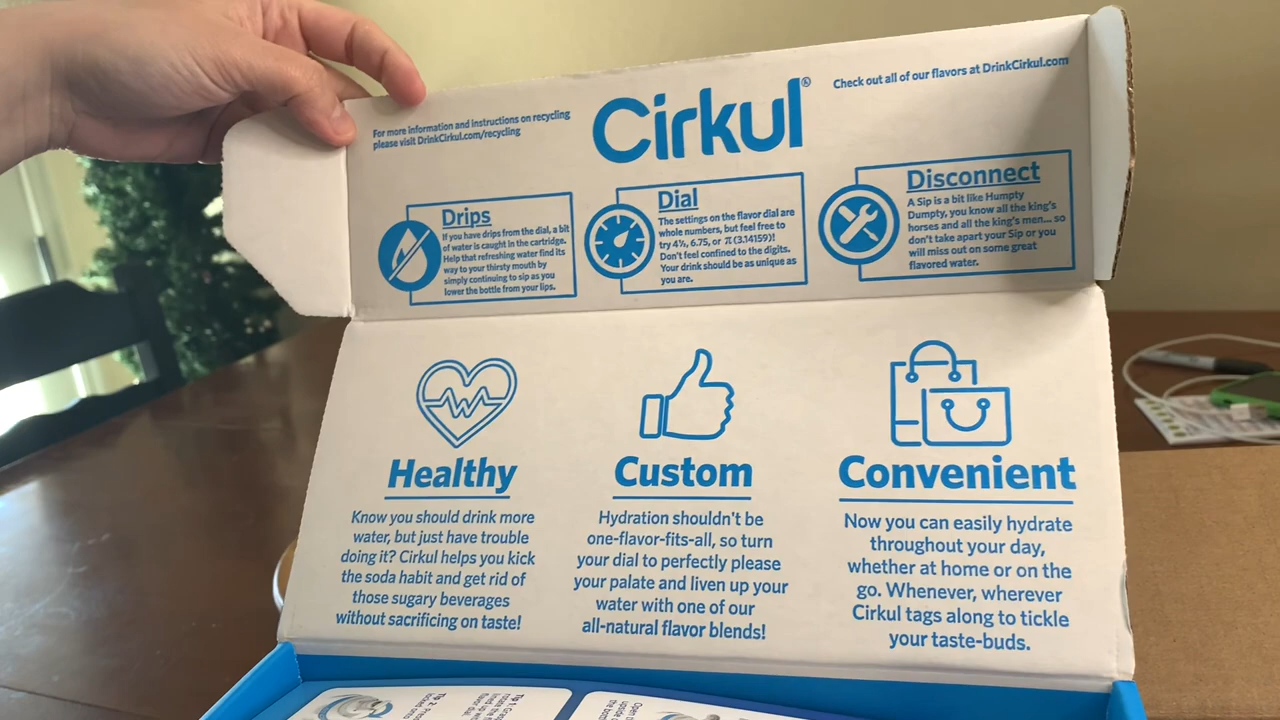 For more information and instructions on recycling
please visit DrinkCirkul.com/recycling
Cirkul®
Check out all of our flavors at DrinkCirkul.com
Drips
If you have drips from the dial, a bit
of water is caught in the cartridge.
Help that refreshing water find its
way to your thirsty mouth by
simply continuing to sip as you
lower the bottle from your lips.
Dial
The settings on the flavor dial are
whole numbers, but feel free to
try 4½, 6.75, or π (3.14159)!
Don't feel confined to the digits.
Your drink should be as unique as
you are.
Disconnect
A Sip is a bit like Humpty
Dumpty, you know all the king's
horses and all the king's men... so
don't take apart your Sip or you
will miss out on some great
flavored water.
Healthy
Know you should drink more
water, but just have trouble
doing it? Cirkul helps you kick
the soda habit and get rid of
those sugary beverages
without sacrificing on taste!
Custom
Hydration shouldn't be
one-flavor-fits-all, so turn
your dial to perfectly please
your palate and liven up your
water with one of our
all-natural flavor blends!
Convenient
Now you can easily hydrate
throughout your day,
whether at home or on the
go. Whenever, wherever
Cirkul tags along to tickle
your taste-buds.
Tip 1:
Tip 2:
Open
upside
the bot